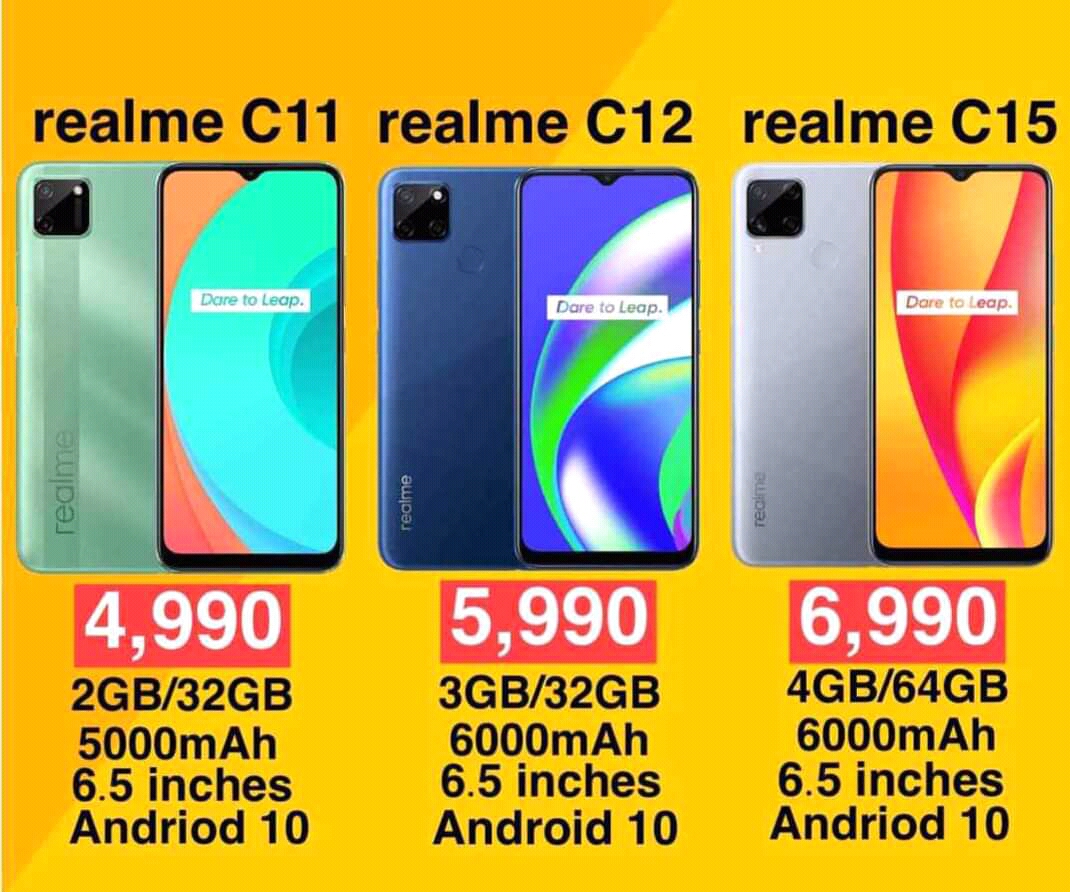 realme C11
realme C12
realme C15
Dare to Leap.
Dare to Leap.
Dare to Leap.
realme
realme
realme
4,990
2GB/32GB
5000mAh
6.5 inches
Andriod 10
5,990
3GB/32GB
6000mAh
6.5 inches
Android 10
6,990
4GB/64GB
6000mAh
6.5 inches
Andriod 10